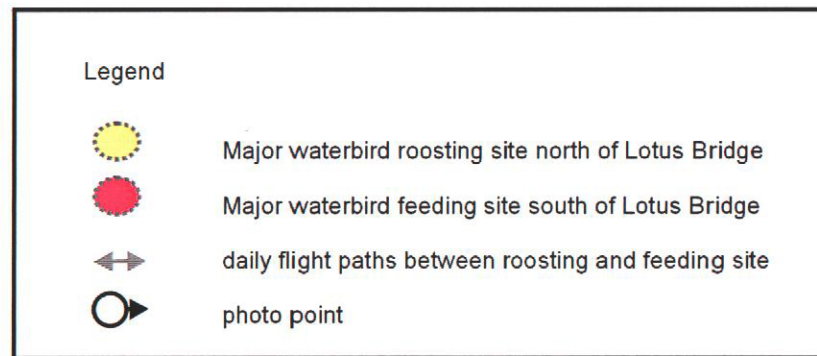 Legend
Major waterbird roosting site north of Lotus Bridge
Major waterbird feeding site south of Lotus Bridge
daily flight paths between roosting and feeding site
photo point